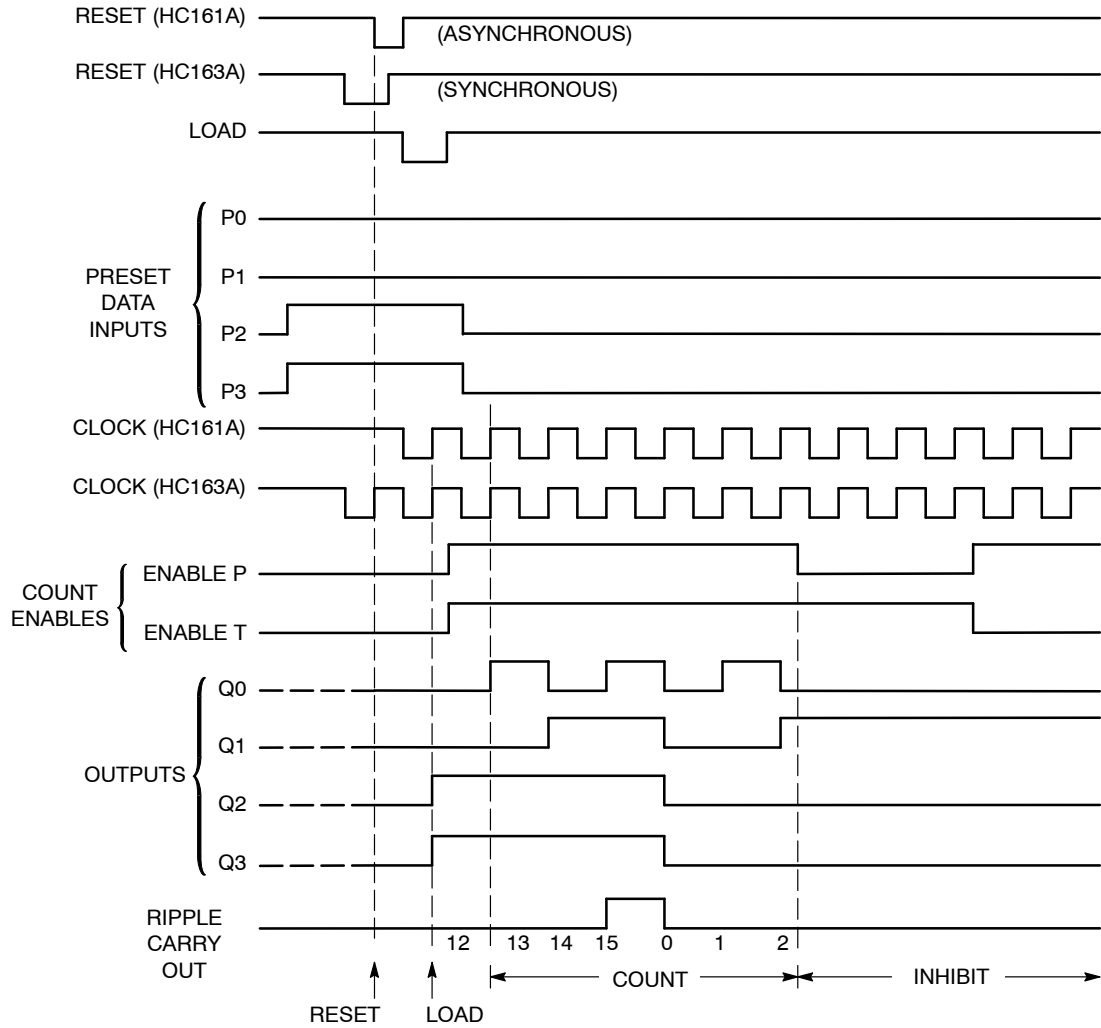 RESET (HC161A)
(ASYNCHRONOUS)
RESET (HC163A)
(SYNCHRONOUS)
LOAD
P0
P1
P2
P3
PRESET
DATA
INPUTS
CLOCK (HC161A)
CLOCK (HC163A)
COUNT
ENABLES
ENABLE P
ENABLE T
OUTPUTS
Q0
Q1
Q2
Q3
RIPPLE
CARRY
OUT
12 13 14 15 0 1 2
COUNT
INHIBIT
RESET
LOAD